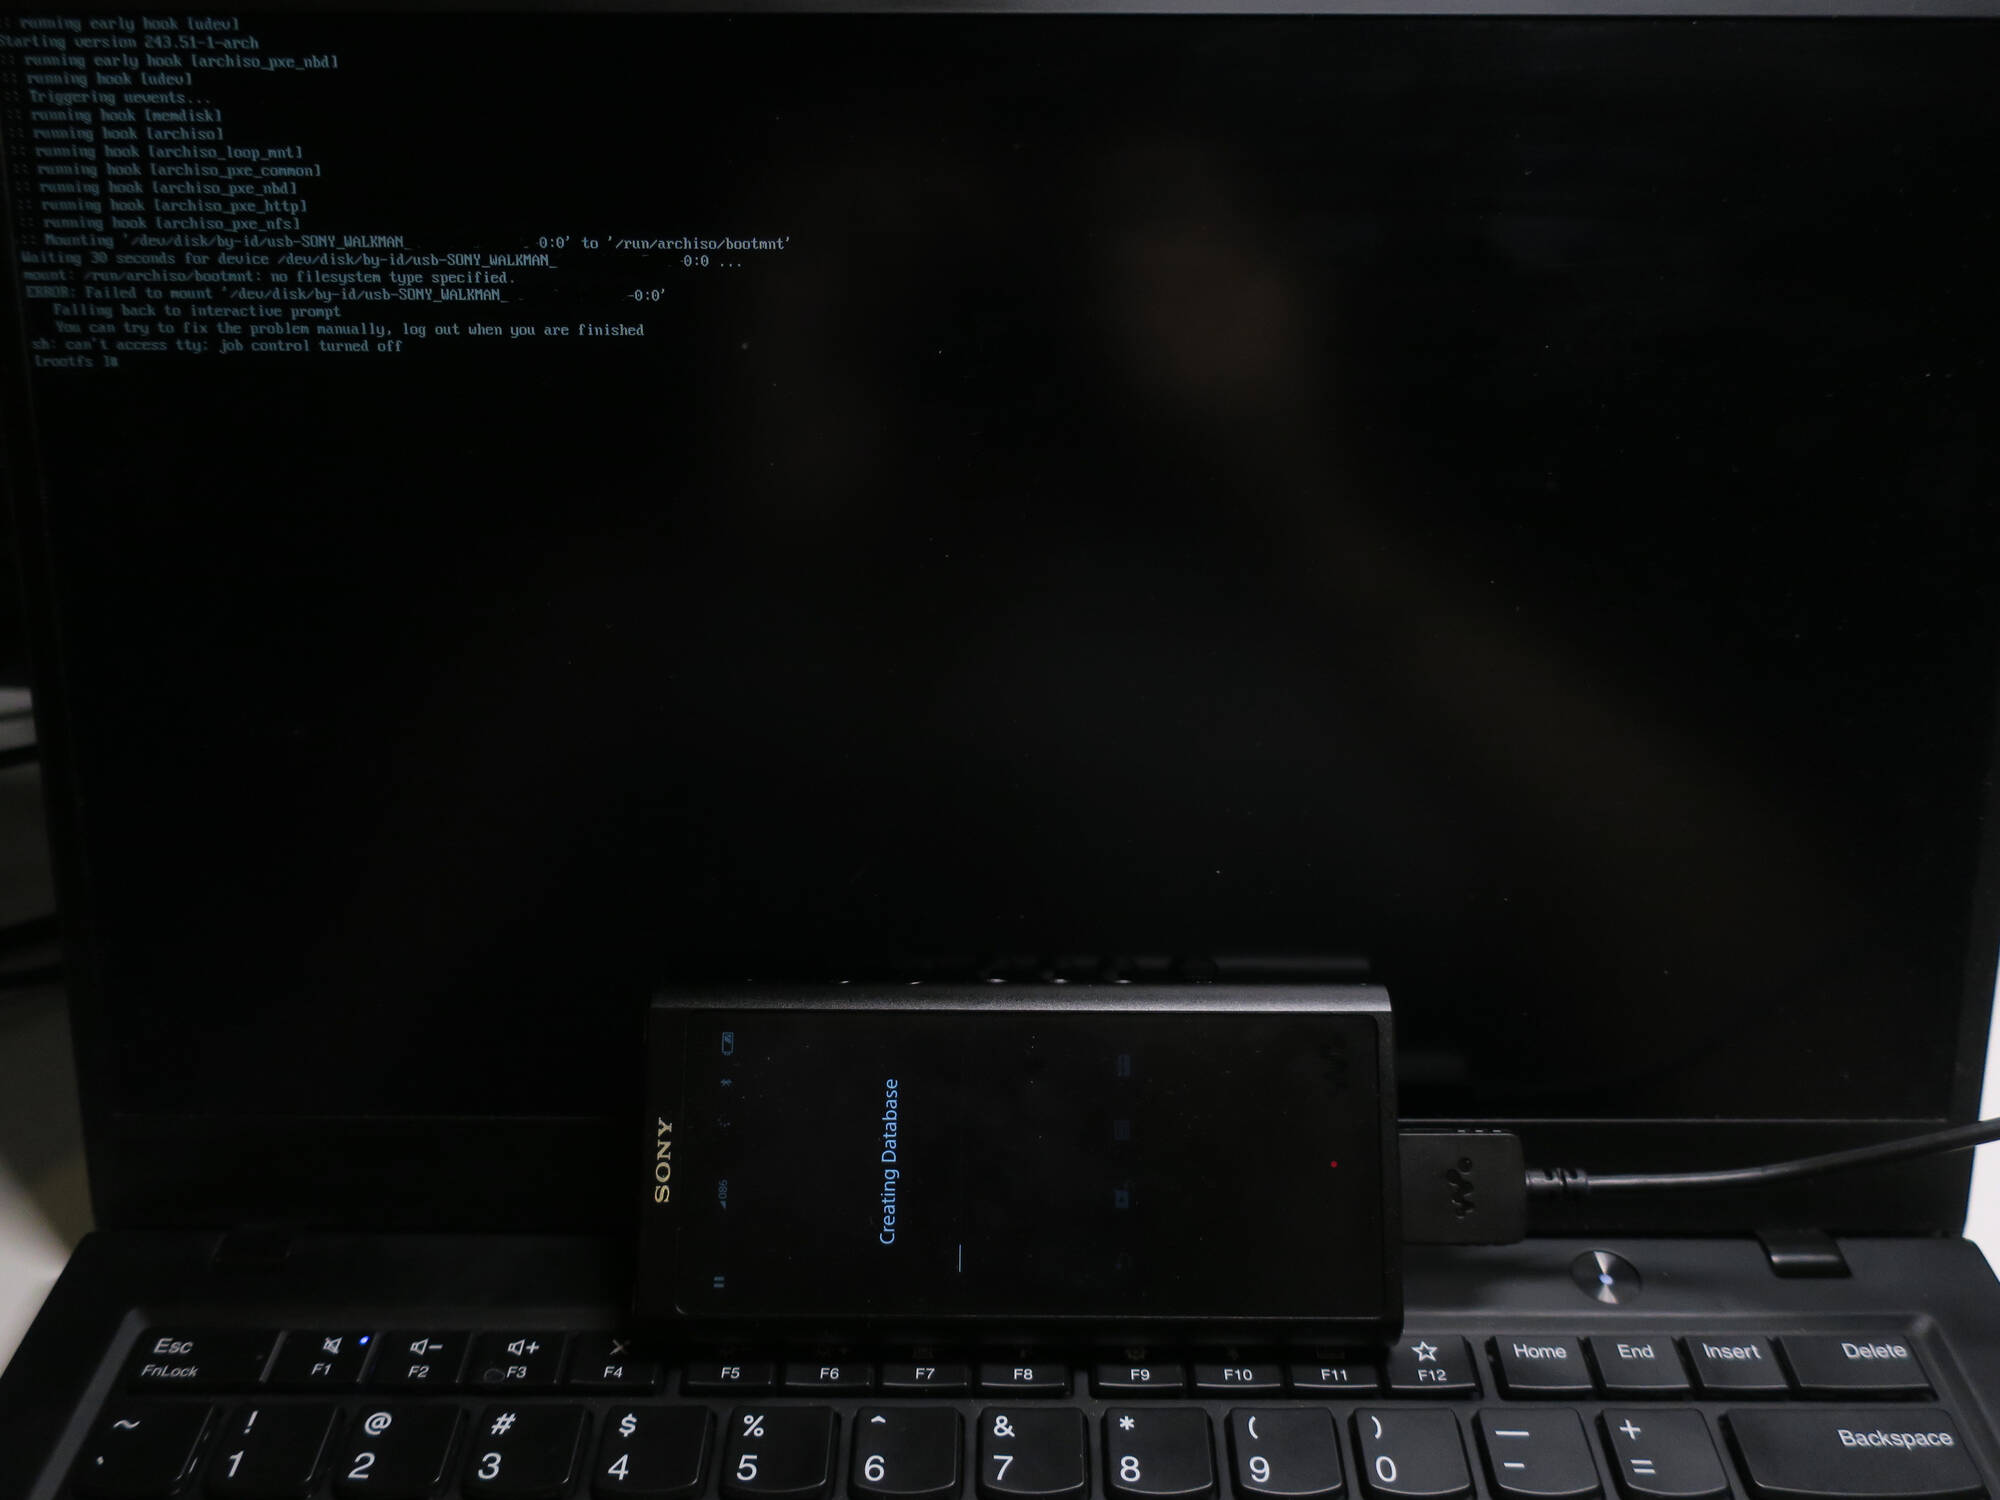 :: running early hook [udev]
Starting version 243.51-1-arch
:: running early hook [archiso_pxe_nbd]
:: running hook [udev]
:: Triggering uevents...
:: running hook [memdisk]
:: running hook [archiso]
:: running hook [archiso_loop_mnt]
:: running hook [archiso_pxe_common]
:: running hook [archiso_pxe_nbd]
:: running hook [archiso_pxe_http]
:: running hook [archiso_pxe_nfs]
:: Mounting '/dev/disk/by-id/usb-SONY_WALKMAN_ -0:0' to '/run/archiso/bootmnt'
Waiting 30 seconds for device /dev/disk/by-id/usb-SONY_WALKMAN_ -0:0 ...
mount: /run/archiso/bootmnt: no filesystem type specified.
ERROR: Failed to mount '/dev/disk/by-id/usb-SONY_WALKMAN_ -0:0'
Falling back to interactive prompt
You can try to fix the problem manually, log out when you are finished
sh: can't access tty; job control turned off
[rootfs ]#
SONY
086
Creating Database
Esc
FnLock
F1
F2
F3
F4
F5
F6
F7
F8
F9
F10
F11
F12
Home
End
Insert
Delete
~ ! @ # $ % ^ & * ( ) — +
` 1 2 3 4 5 6 7 8 9 0 - =
Backspace